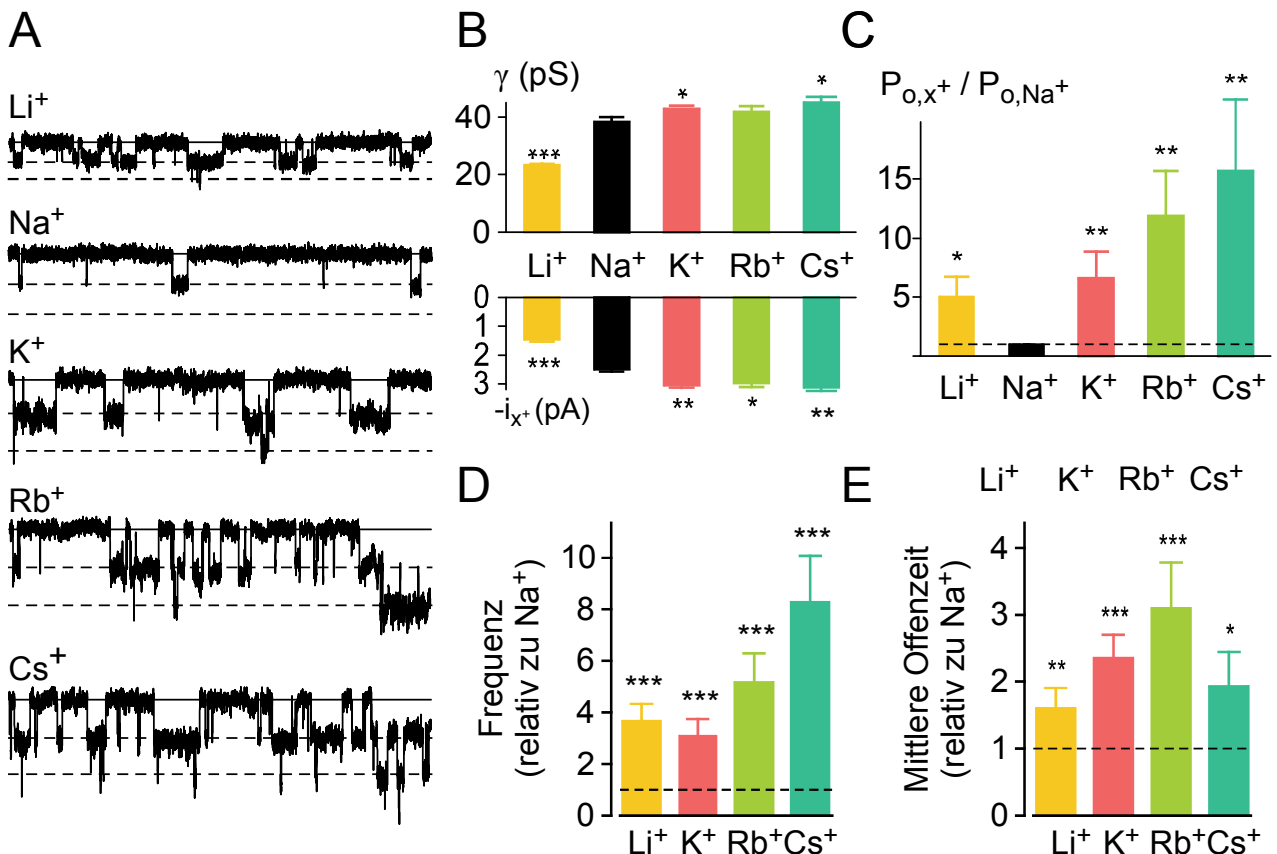 A
Li⁺
Na⁺
K⁺
Rb⁺
Cs⁺
B
γ (pS)
40
20
0
***
*
*
Li⁺ Na⁺ K⁺ Rb⁺ Cs⁺
0
1
2
3
-iₓ⁺ (pA)
***
**
*
**
C
Pₒ,ₓ⁺ / Pₒ,Na⁺
15
10
5
*
**
**
**
Li⁺ Na⁺ K⁺ Rb⁺ Cs⁺
D
Frequenz
(relativ zu Na⁺)
10
8
6
4
2
0
***
***
***
***
Li⁺ K⁺ Rb⁺ Cs⁺
E
Li⁺ K⁺ Rb⁺ Cs⁺
Mittlere Offenzeit
(relativ zu Na⁺)
4
3
2
1
0
**
***
***
*
Li⁺ K⁺ Rb⁺ Cs⁺